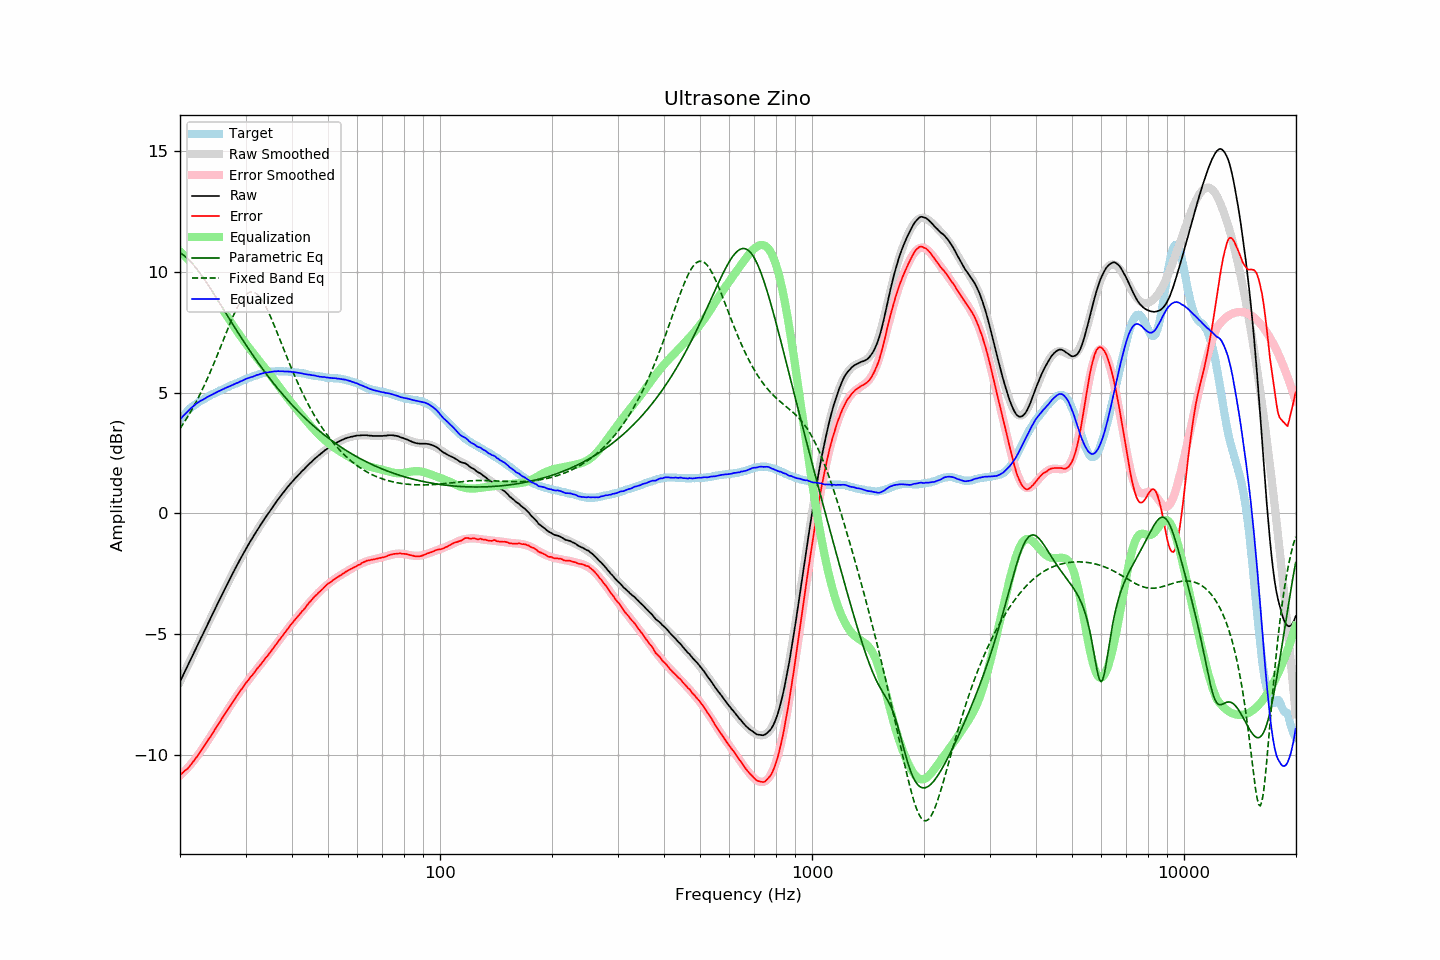 Ultrasone Zino
Target
Raw Smoothed
Error Smoothed
Raw
Error
Equalization
Parametric Eq
Fixed Band Eq
Equalized
15
10
5
0
−5
−10
Amplitude (dBr)
100
1000
10000
Frequency (Hz)